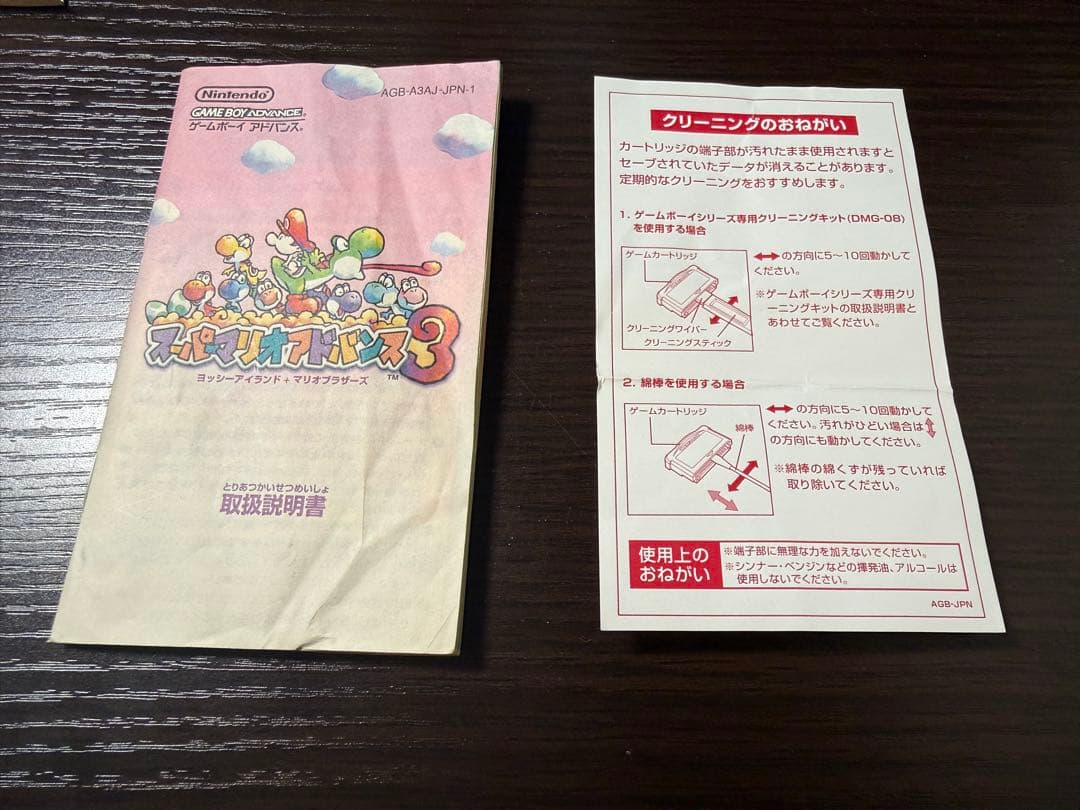 Nintendo
AGB-A3AJ-JPN-1
GAME BOY ADVANCE
ゲームボーイ アドバンス
スーパーマリオアドバンス3
TM
ヨッシーアイランド+マリオブラザーズ
とりあつかいせつめいしょ
取扱説明書
クリーニングのおねがい
カートリッジの端子部が汚れたまま使用されますと
セーブされていたデータが消えることがあります。
定期的なクリーニングをおすすめします。
1. ゲームボーイシリーズ専用クリーニングキット(DMG-08)
を使用する場合
ゲームカートリッジ
クリーニングワイパー
クリーニングスティック
↔の方向に5〜10回動かして
ください。
※ゲームボーイシリーズ専用クリ
ーニングキットの取扱説明書と
あわせてご覧ください。
2. 綿棒を使用する場合
ゲームカートリッジ
綿棒
↔の方向に5〜10回動かして
ください。汚れがひどい場合は⇕
の方向にも動かしてください。
※綿棒の綿くずが残っていれば
取り除いてください。
使用上の
おねがい
※端子部に無理な力を加えないでください。
※シンナー・ベンジンなどの揮発油、アルコールは
使用しないでください。
AGB-JPN